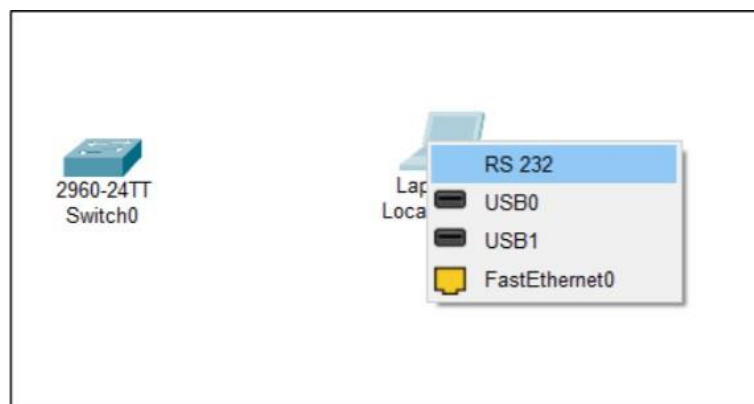 2960-24TT
Switch0
Lap
Loca
RS 232
USB0
USB1
FastEthernet0